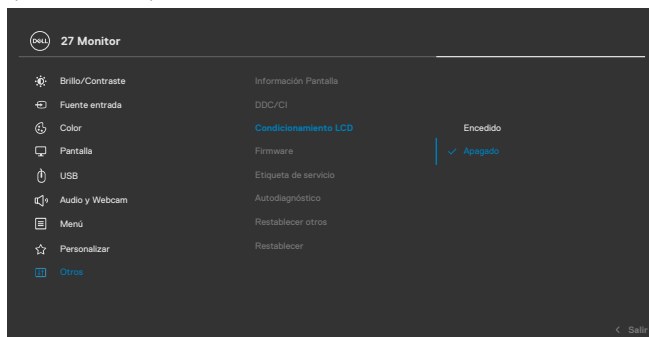 DELL 27 Monitor
Brillo/Contraste
Fuente entrada
Color
Pantalla
USB
Audio y Webcam
Menú
Personalizar
Otros
Información Pantalla
DDC/CI
Condicionamiento LCD
Firmware
Etiqueta de servicio
Autodiagnóstico
Restablecer otros
Restablecer
Encedido
Apagado
Salir